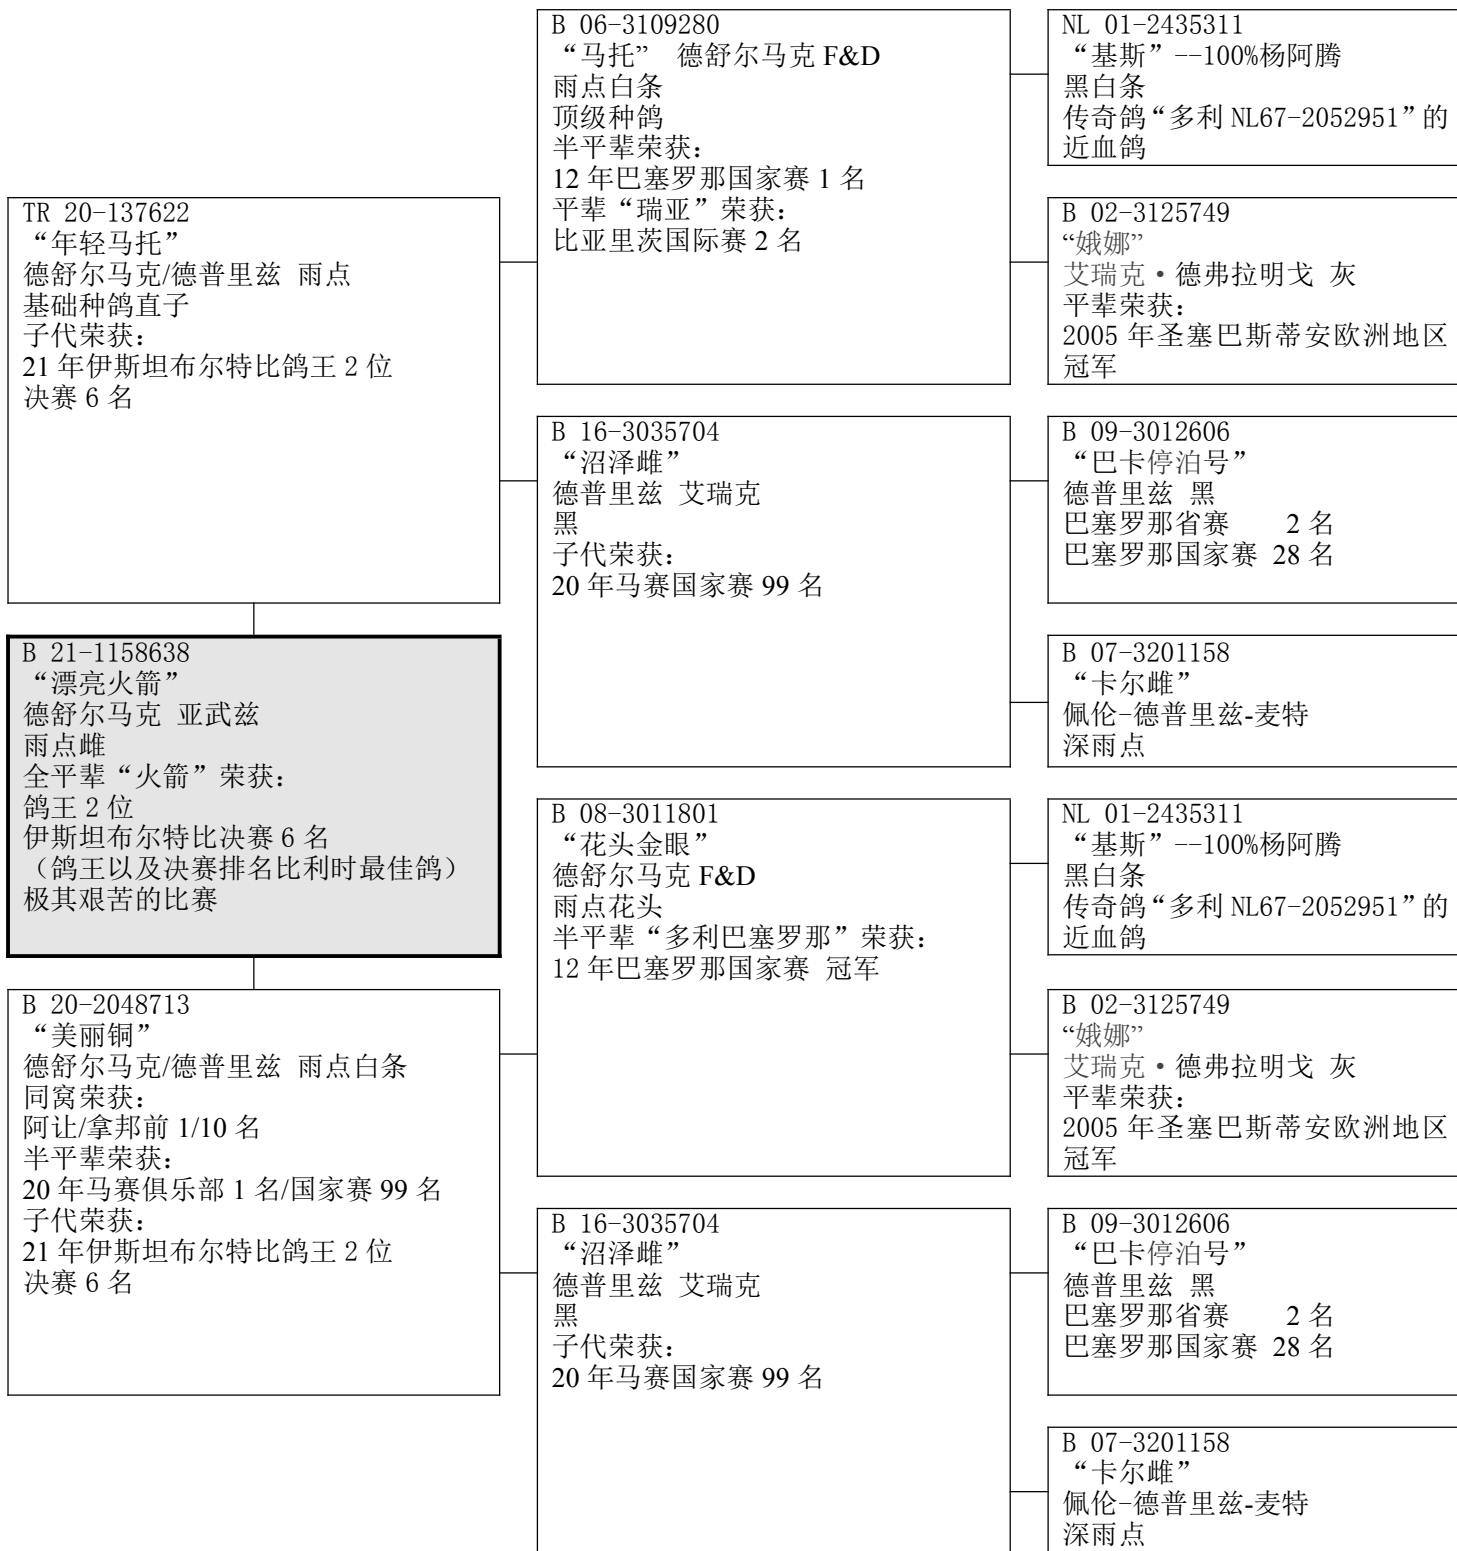 TR 20-137622
“年轻马托”
德舒尔马克/德普里兹 雨点
基础种鸽直子
子代荣获：
21 年伊斯坦布尔特比鸽王 2 位
决赛 6 名
B 21-1158638
“漂亮火箭”
德舒尔马克 亚武兹
雨点雌
全平辈“火箭”荣获：
鸽王 2 位
伊斯坦布尔特比决赛 6 名
（鸽王以及决赛排名比利时最佳鸽）
极其艰苦的比赛
B 20-2048713
“美丽铜”
德舒尔马克/德普里兹 雨点白条
同窝荣获：
阿让/拿邦前 1/10 名
半平辈荣获：
20 年马赛俱乐部 1 名/国家赛 99 名
子代荣获：
21 年伊斯坦布尔特比鸽王 2 位
决赛 6 名
B 06-3109280
“马托” 德舒尔马克 F&D
雨点白条
顶级种鸽
半平辈荣获：
12 年巴塞罗那国家赛 1 名
平辈“瑞亚”荣获：
比亚里茨国际赛 2 名
B 16-3035704
“沼泽雌”
德普里兹 艾瑞克
黑
子代荣获：
20 年马赛国家赛 99 名
B 08-3011801
“花头金眼”
德舒尔马克 F&D
雨点花头
半平辈“多利巴塞罗那”荣获：
12 年巴塞罗那国家赛 冠军
B 16-3035704
“沼泽雌”
德普里兹 艾瑞克
黑
子代荣获：
20 年马赛国家赛 99 名
NL 01-2435311
“基斯”--100%杨阿腾
黑白条
传奇鸽“多利 NL67-2052951”的
近血鸽
B 02-3125749
“娥娜”
艾瑞克·德弗拉明戈 灰
平辈荣获：
2005 年圣塞巴斯蒂安欧洲地区
冠军
B 09-3012606
“巴卡停泊号”
德普里兹 黑
巴塞罗那省赛 2 名
巴塞罗那国家赛 28 名
B 07-3201158
“卡尔雌”
佩伦-德普里兹-麦特
深雨点
NL 01-2435311
“基斯”--100%杨阿腾
黑白条
传奇鸽“多利 NL67-2052951”的
近血鸽
B 02-3125749
“娥娜”
艾瑞克·德弗拉明戈 灰
平辈荣获：
2005 年圣塞巴斯蒂安欧洲地区
冠军
B 09-3012606
“巴卡停泊号”
德普里兹 黑
巴塞罗那省赛 2 名
巴塞罗那国家赛 28 名
B 07-3201158
“卡尔雌”
佩伦-德普里兹-麦特
深雨点